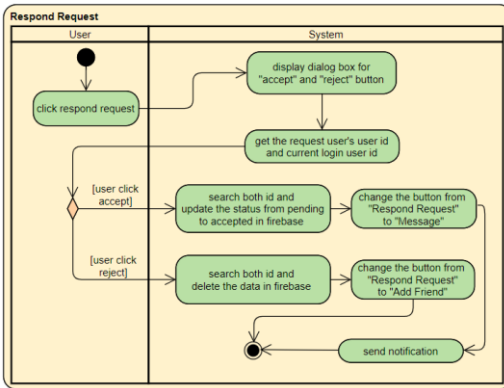 Respond Request
User
System
display dialog box for
"accept" and "reject" button
click respond request
get the request user's user id
and current login user id
[user click
accept]
search both id and
update the status from pending
to accepted in firebase
change the button from
"Respond Request"
to "Message"
[user click
reject]
search both id and
delete the data in firebase
change the button from
"Respond Request"
to "Add Friend"
send notification